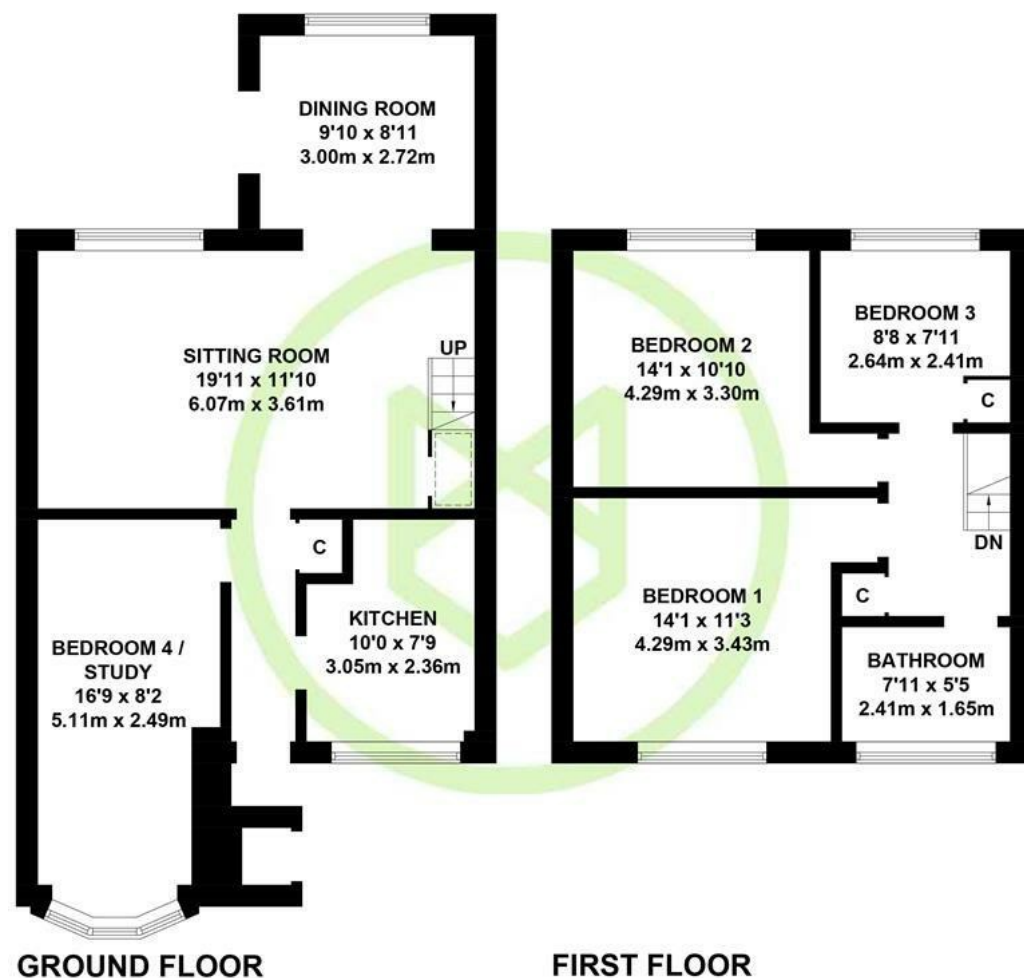 DINING ROOM
9'10 x 8'11
3.00m x 2.72m
SITTING ROOM
19'11 x 11'10
6.07m x 3.61m
UP
C
KITCHEN
10'0 x 7'9
3.05m x 2.36m
BEDROOM 4 /
STUDY
16'9 x 8'2
5.11m x 2.49m
GROUND FLOOR
BEDROOM 2
14'1 x 10'10
4.29m x 3.30m
BEDROOM 3
8'8 x 7'11
2.64m x 2.41m
C
DN
BEDROOM 1
14'1 x 11'3
4.29m x 3.43m
C
BATHROOM
7'11 x 5'5
2.41m x 1.65m
FIRST FLOOR